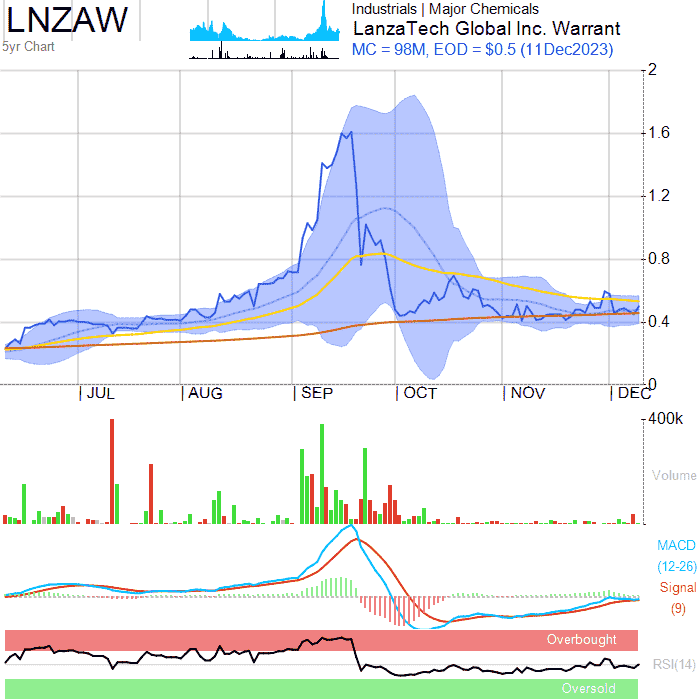 LNZAW
5yr Chart
Industrials | Major Chemicals
LanzaTech Global Inc. Warrant
MC = 98M, EOD = $0.5 (11Dec2023)
2
1.6
1.2
0.8
0.4
0
JUL AUG SEP OCT NOV DEC
400k
Volume
MACD
(12-26)
Signal
(9)
Overbought
RSI(14)
Oversold